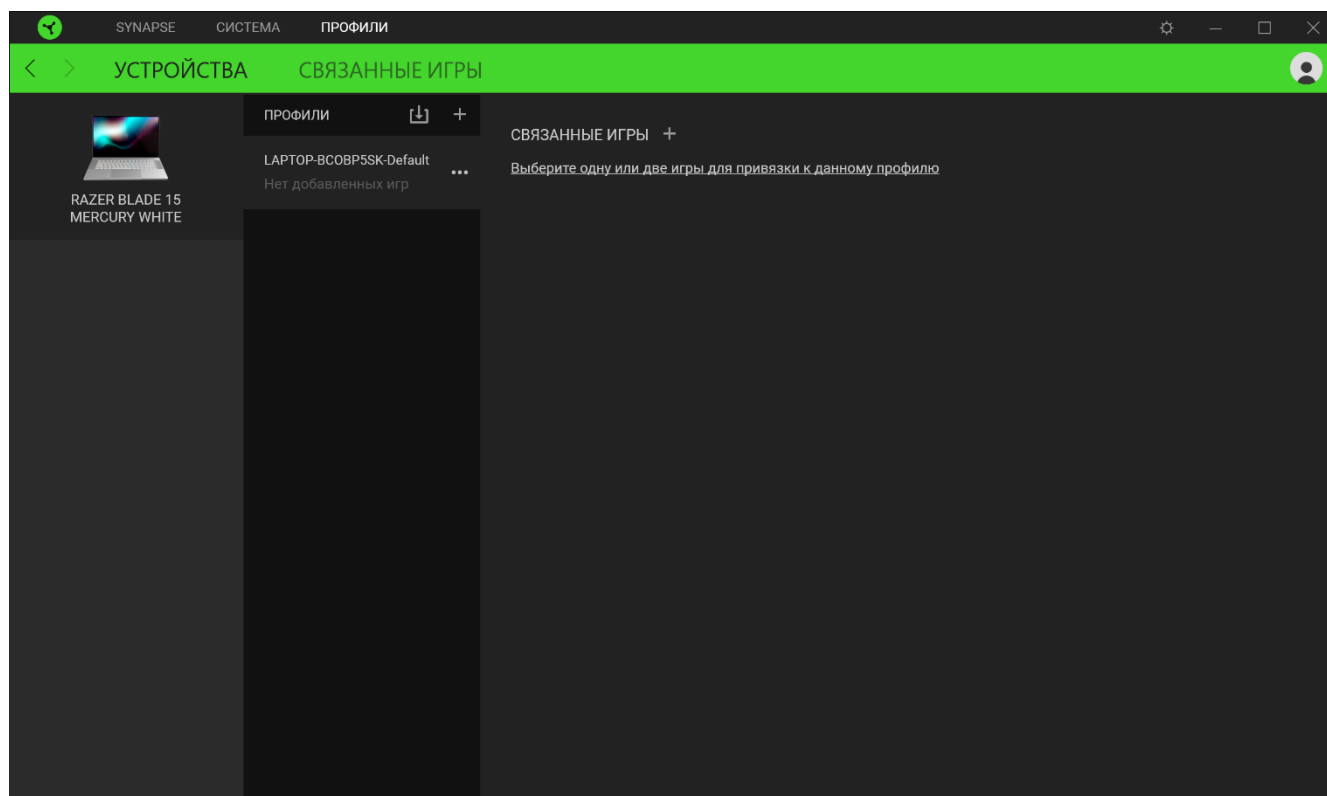 SYNAPSE СИСТЕМА ПРОФИЛИ
УСТРОЙСТВА СВЯЗАННЫЕ ИГРЫ
RAZER BLADE 15
MERCURY WHITE
ПРОФИЛИ
LAPTOP-BCOBP5SK-Default
Нет добавленных игр
СВЯЗАННЫЕ ИГРЫ
Выберите одну или две игры для привязки к данному профилю